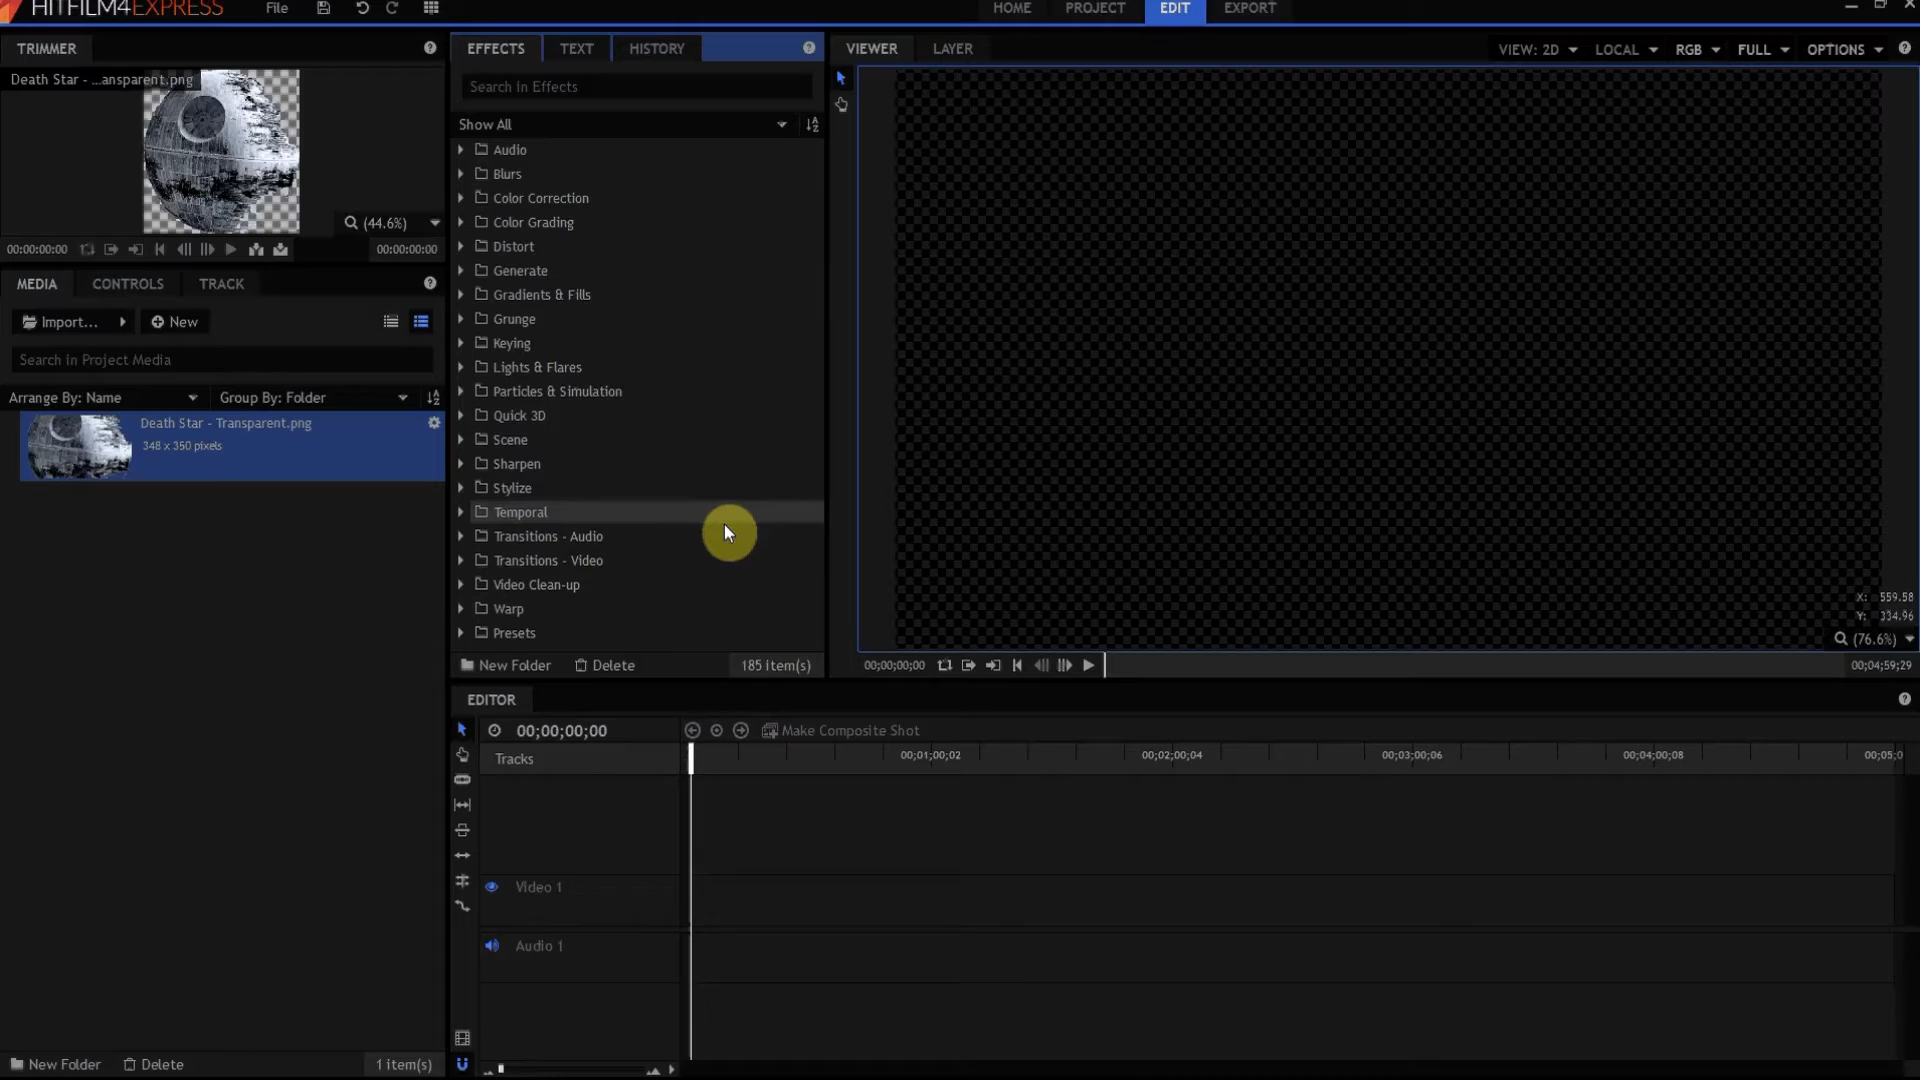 HITFILM4EXPRESS File HOME PROJECT EDIT EXPORT
TRIMMER
Death Star - ...ansparent.png
(44.6%)
00:00:00:00 00:00:00:00
MEDIA CONTROLS TRACK
Import... New
Search in Project Media
Arrange By: Name Group By: Folder
Death Star - Transparent.png
348 x 350 pixels
New Folder Delete 1 item(s)
EFFECTS TEXT HISTORY
Search In Effects
Show All
Audio
Blurs
Color Correction
Color Grading
Distort
Generate
Gradients & Fills
Grunge
Keying
Lights & Flares
Particles & Simulation
Quick 3D
Scene
Sharpen
Stylize
Temporal
Transitions - Audio
Transitions - Video
Video Clean-up
Warp
Presets
New Folder Delete 185 item(s)
VIEWER LAYER VIEW: 2D LOCAL RGB FULL OPTIONS
X: 559.58
Y: 334.96
(76.6%)
00;00;00;00 00;04;59;29
EDITOR
00;00;00;00 Make Composite Shot
Tracks 00;01;00;02 00;02;00;04 00;03;00;06 00;04;00;08 00;05;0
Video 1
Audio 1